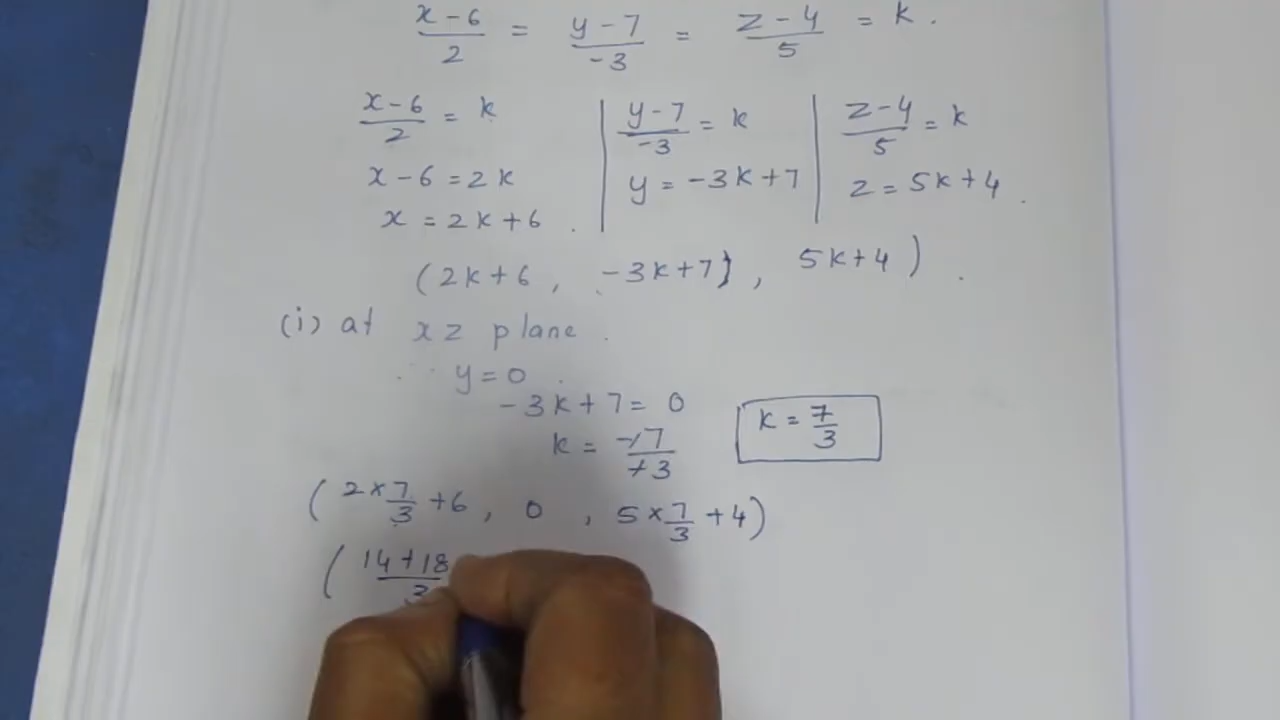 x-6/2 = y-7/-3 = z-4/5 = k.
x-6/2 = k | y-7/-3 = k | z-4/5 = k
x-6 = 2k | y = -3k+7 | z = 5k+4.
x = 2k+6.
(2k+6, -3k+7), 5k+4).
(i) at xz plane.
∴ y=0.
-3k+7 = 0
k = -7/-3 k = 7/3
(2×7/3+6, 0, 5×7/3+4)
(14+18/3